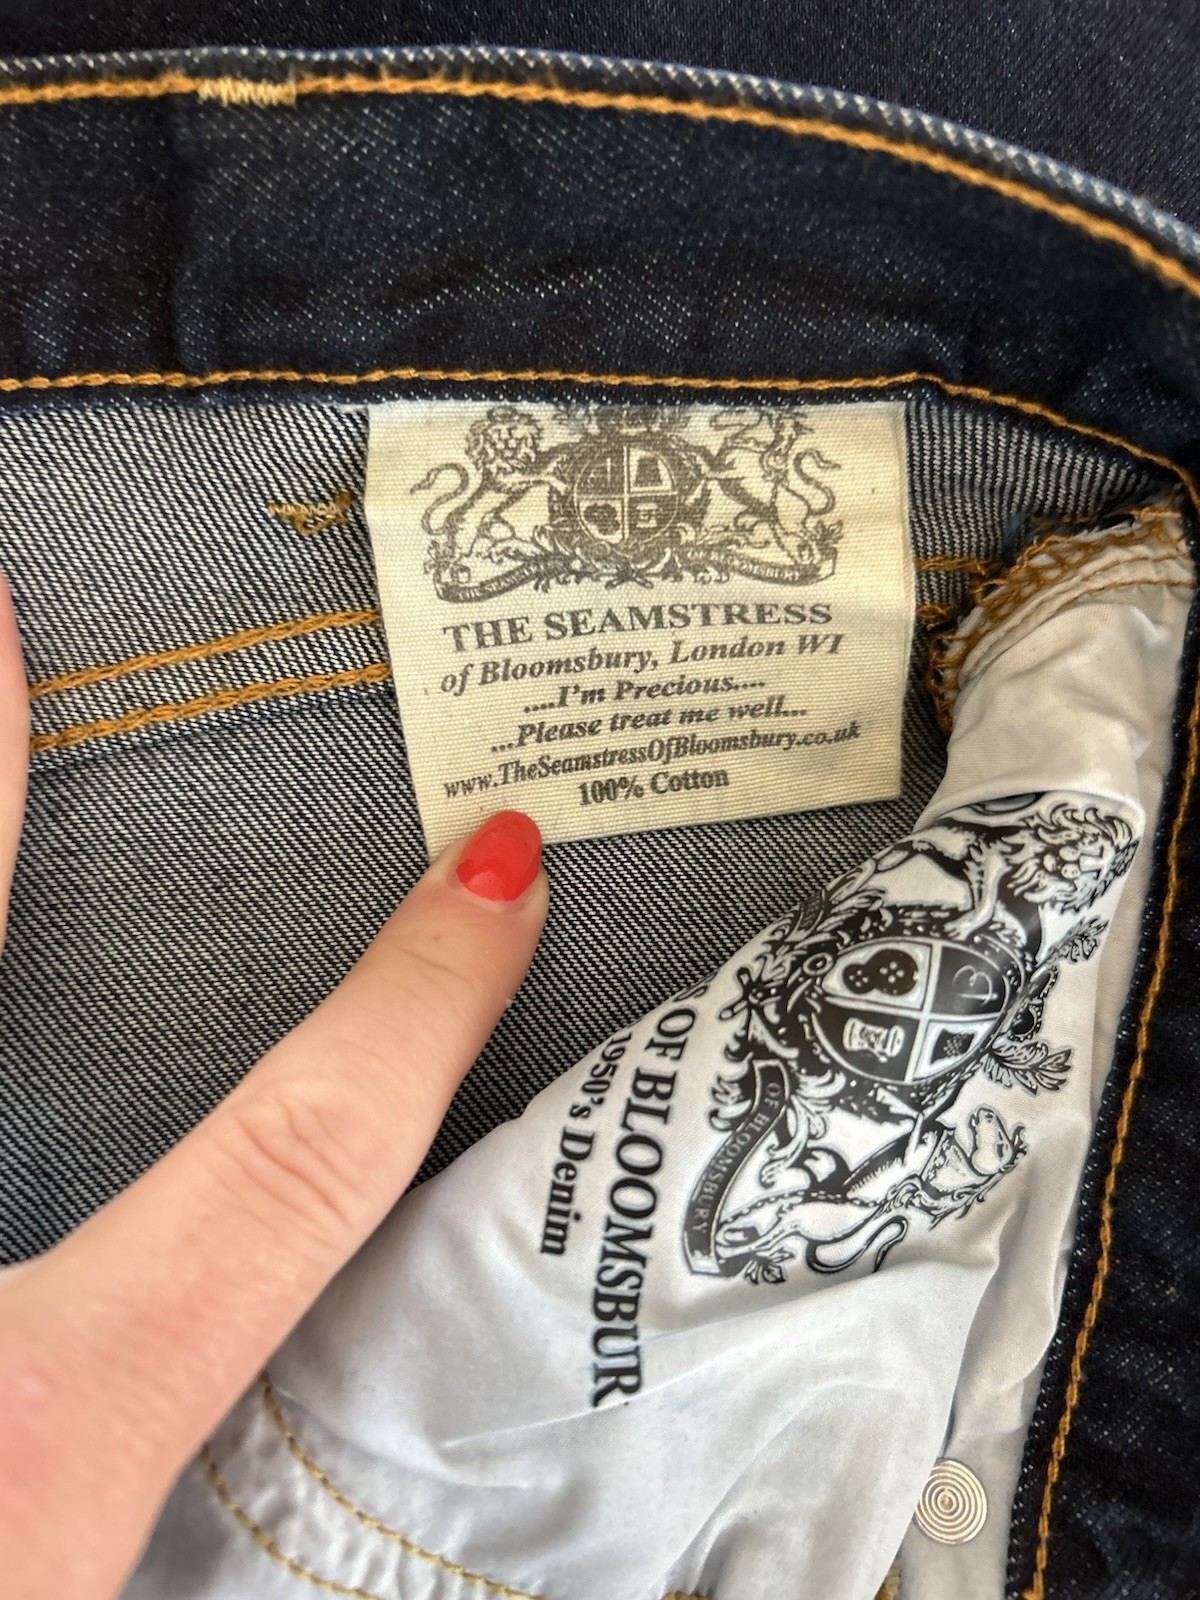 THE SEAMSTRESS
of Bloomsbury, London W1
....I'm Precious....
...Please treat me well...
www.TheSeamstressOfBloomsbury.co.uk
100% Cotton
OF BLOOMSBURY
OF BLOOMSBUR
1950's Denim